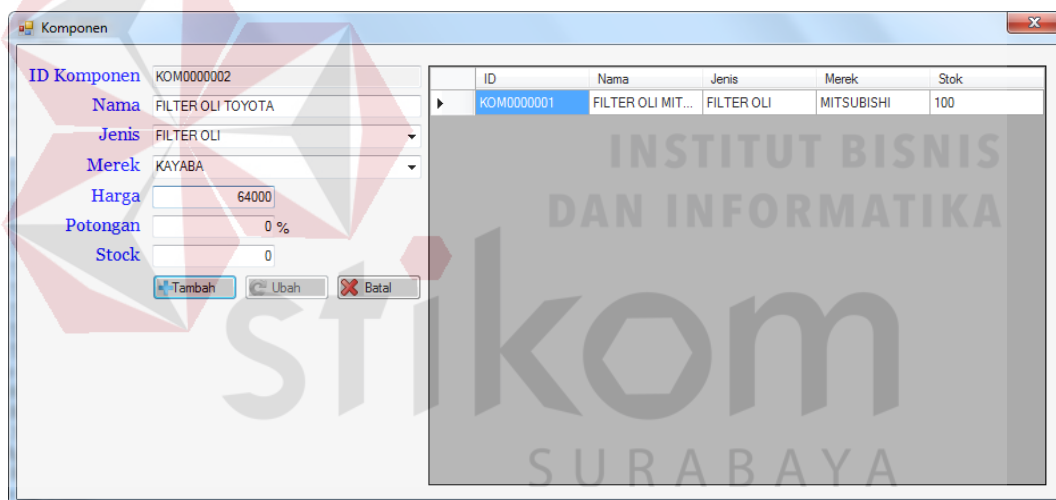 Komponen
ID Komponen KOM0000002
Nama FILTER OLI TOYOTA
Jenis FILTER OLI
Merek KAYABA
Harga 64000
Potongan 0 %
Stock 0
Tambah Ubah Batal
ID Nama Jenis Merek Stok
KOM0000001 FILTER OLI MIT... FILTER OLI MITSUBISHI 100
INSTITUT BISNIS
DAN INFORMATIKA
stikom
SURABAYA